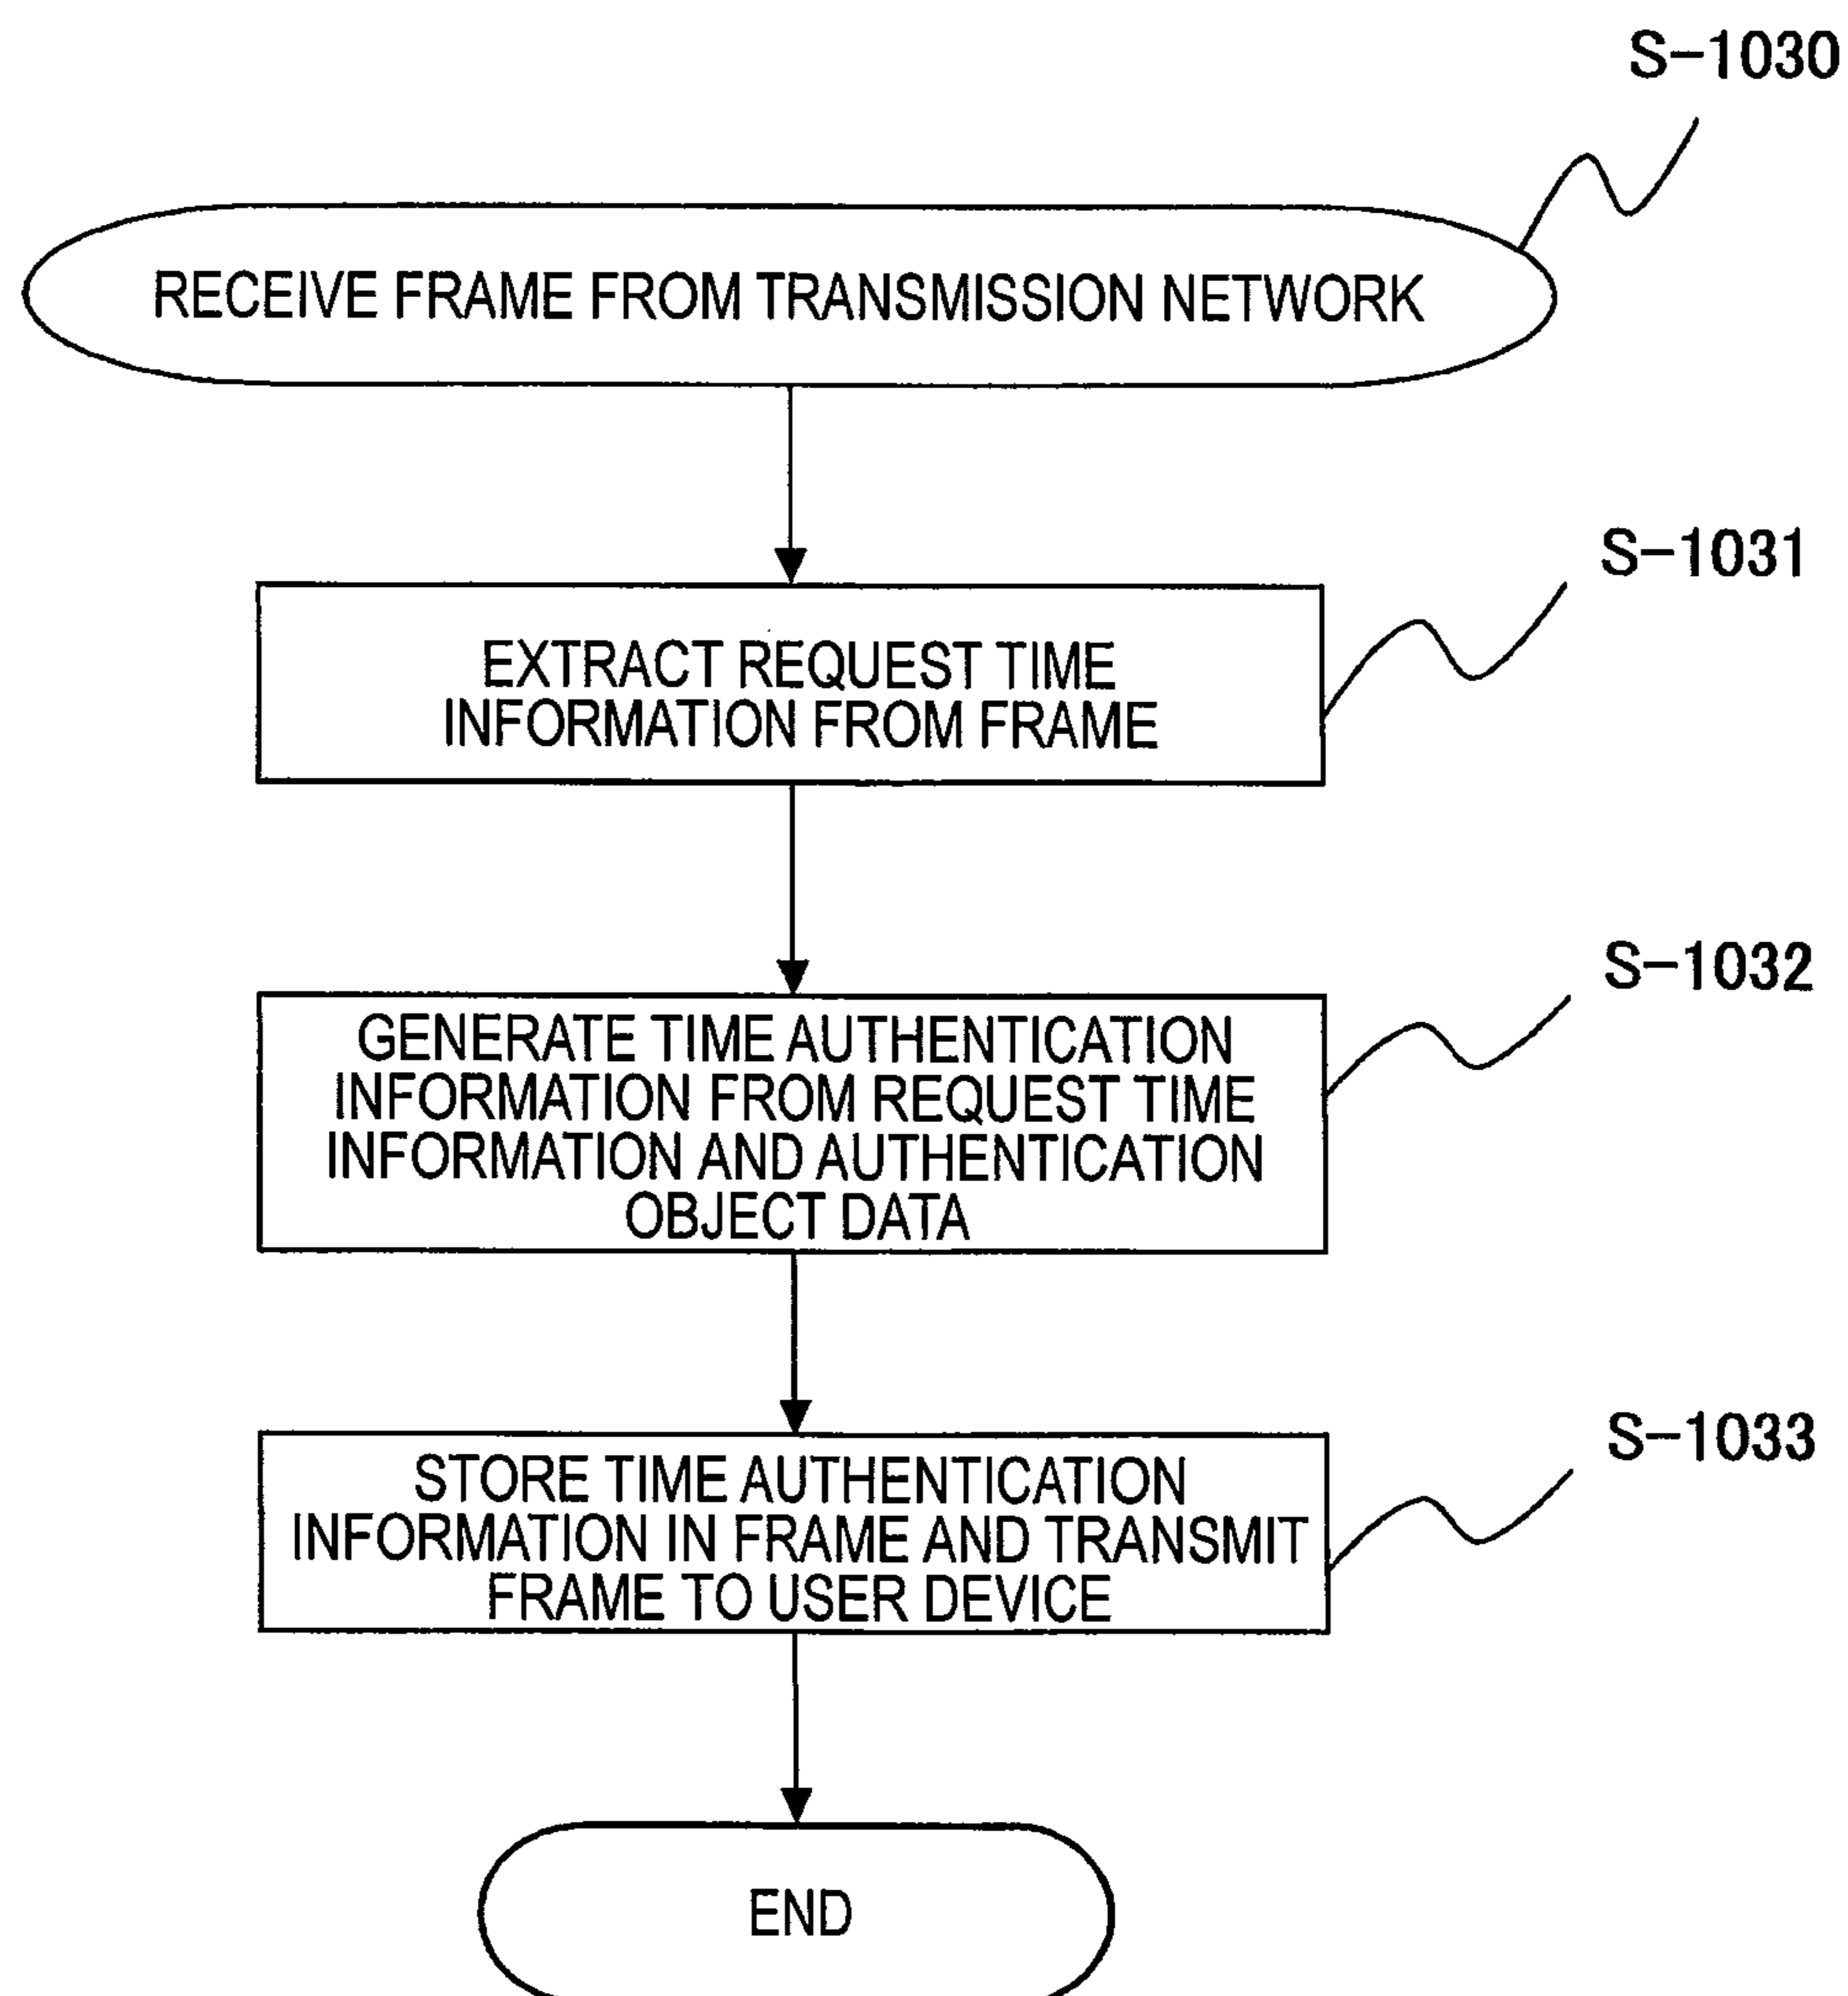 S-1030
RECEIVE FRAME FROM TRANSMISSION NETWORK
S-1031
EXTRACT REQUEST TIME
INFORMATION FROM FRAME
S-1032
GENERATE TIME AUTHENTICATION
INFORMATION FROM REQUEST TIME
INFORMATION AND AUTHENTICATION
OBJECT DATA
S-1033
STORE TIME AUTHENTICATION
INFORMATION IN FRAME AND TRANSMIT
FRAME TO USER DEVICE
END